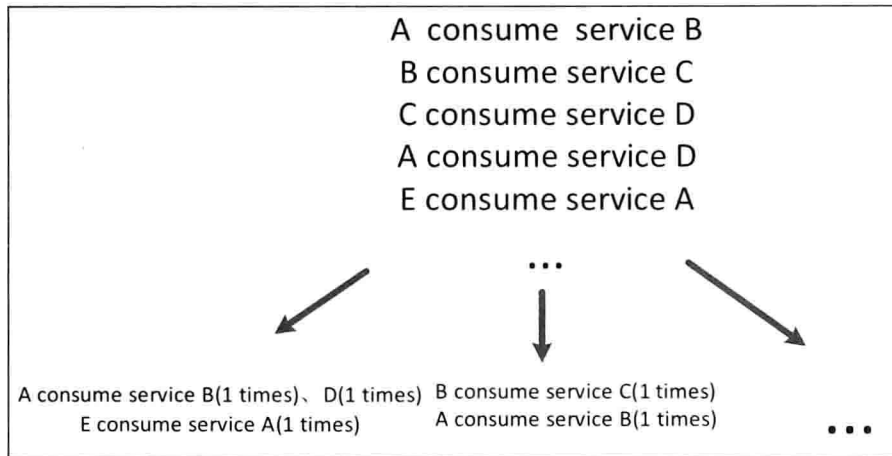 A consume service B
B consume service C
C consume service D
A consume service D
E consume service A
...
A consume service B(1 times)、D(1 times)
E consume service A(1 times)
B consume service C(1 times)
A consume service B(1 times)
...